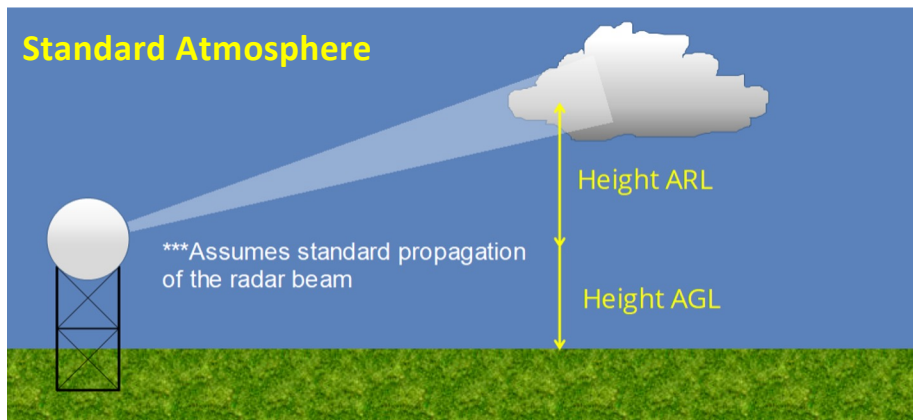 Standard Atmosphere
Height ARL
***Assumes standard propagation
of the radar beam
Height AGL